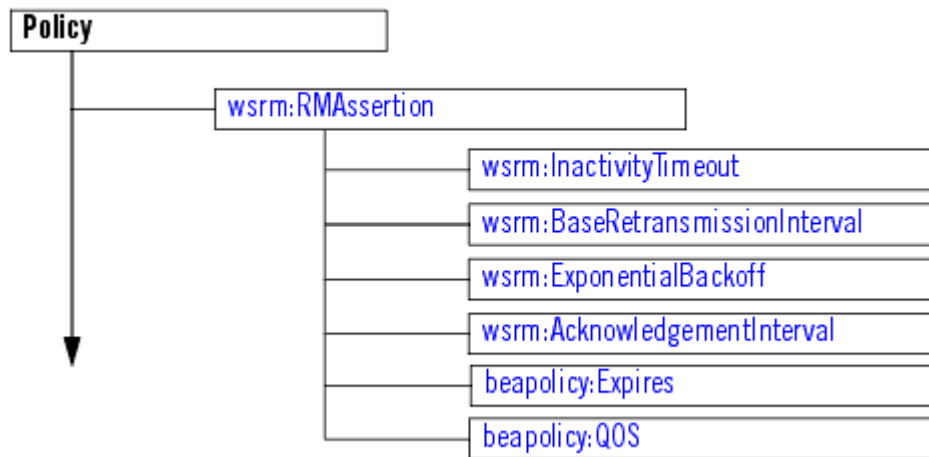 Policy
wsrm:RMAssertion
wsrm:InactivityTimeout
wsrm:BaseRetransmissionInterval
wsrm:ExponentialBackoff
wsrm:AcknowledgementInterval
beapolicy:Expires
beapolicy:QOS